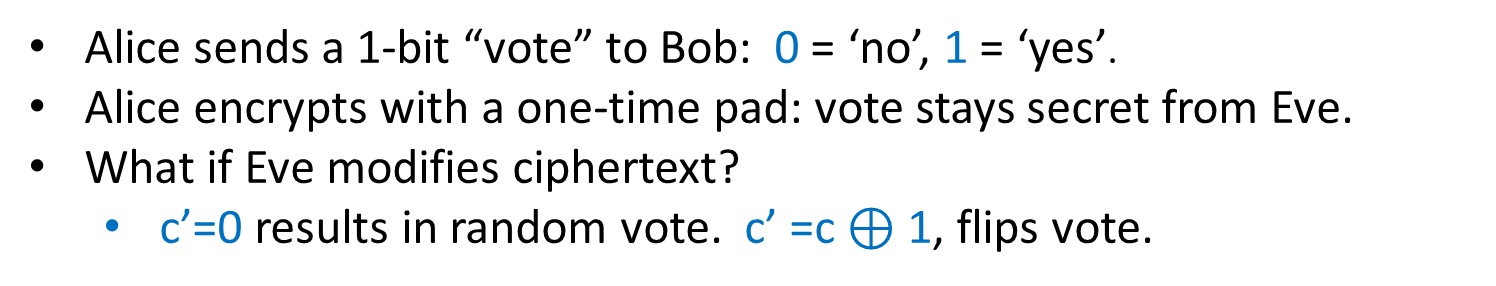 • Alice sends a 1-bit “vote” to Bob: 0 = ‘no’, 1 = ‘yes’.
• Alice encrypts with a one-time pad: vote stays secret from Eve.
• What if Eve modifies ciphertext?
• c’=0 results in random vote. c’ =c ⊕ 1, flips vote.